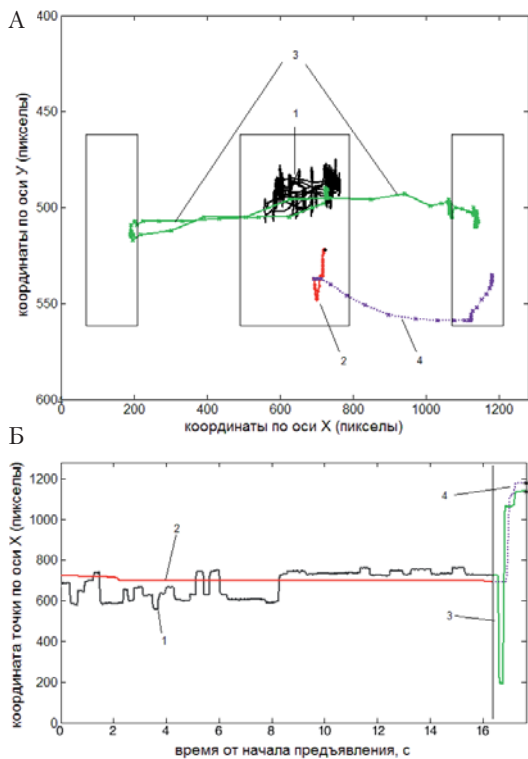 А
400
450
500
550
600
координаты по оси Y (пикселы)
3
1
2
4
0 200 400 600 800 1000 1200
координаты по оси X (пикселы)
Б
1200
1000
800
600
400
200
0
координата точки по оси X (пикселы)
4
2
1
3
0 2 4 6 8 10 12 14 16
время от начала предъявления, с